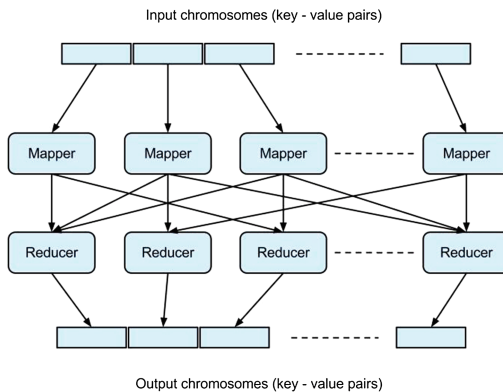 Input chromosomes (key - value pairs)
Mapper Mapper Mapper Mapper
Reducer Reducer Reducer Reducer
Output chromosomes (key - value pairs)